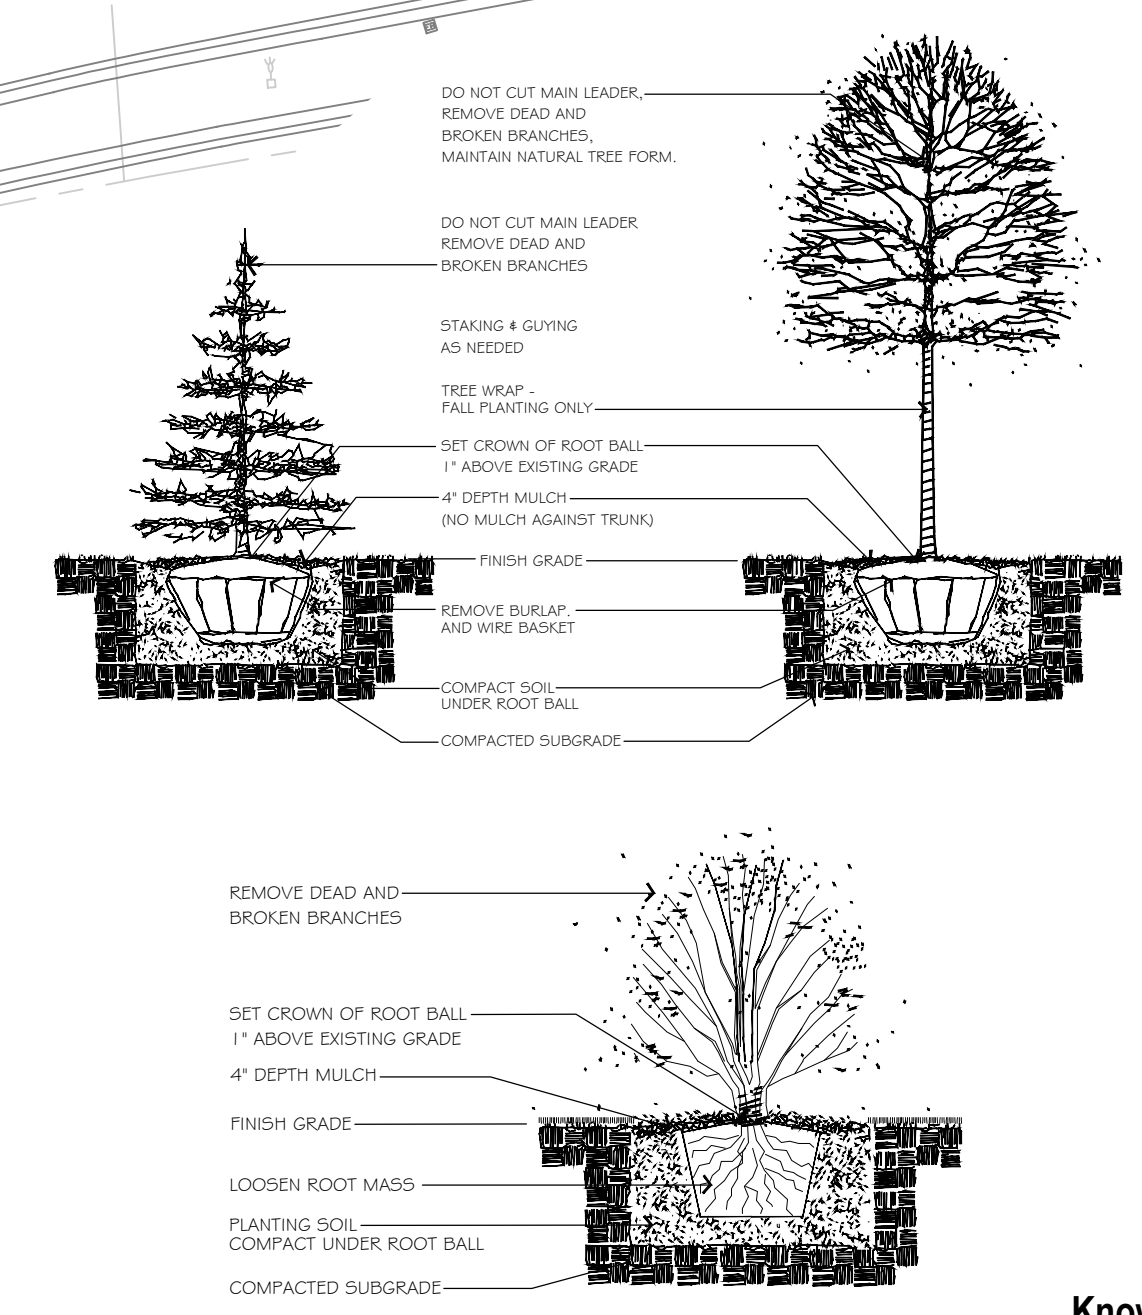 DO NOT CUT MAIN LEADER,
REMOVE DEAD AND
BROKEN BRANCHES,
MAINTAIN NATURAL TREE FORM.
DO NOT CUT MAIN LEADER
REMOVE DEAD AND
BROKEN BRANCHES
STAKING & GUYING
AS NEEDED
TREE WRAP -
FALL PLANTING ONLY
SET CROWN OF ROOT BALL
1" ABOVE EXISTING GRADE
4" DEPTH MULCH
(NO MULCH AGAINST TRUNK)
FINISH GRADE
REMOVE BURLAP.
AND WIRE BASKET
COMPACT SOIL
UNDER ROOT BALL
COMPACTED SUBGRADE
REMOVE DEAD AND
BROKEN BRANCHES
SET CROWN OF ROOT BALL
1" ABOVE EXISTING GRADE
4" DEPTH MULCH
FINISH GRADE
LOOSEN ROOT MASS
PLANTING SOIL
COMPACT UNDER ROOT BALL
COMPACTED SUBGRADE